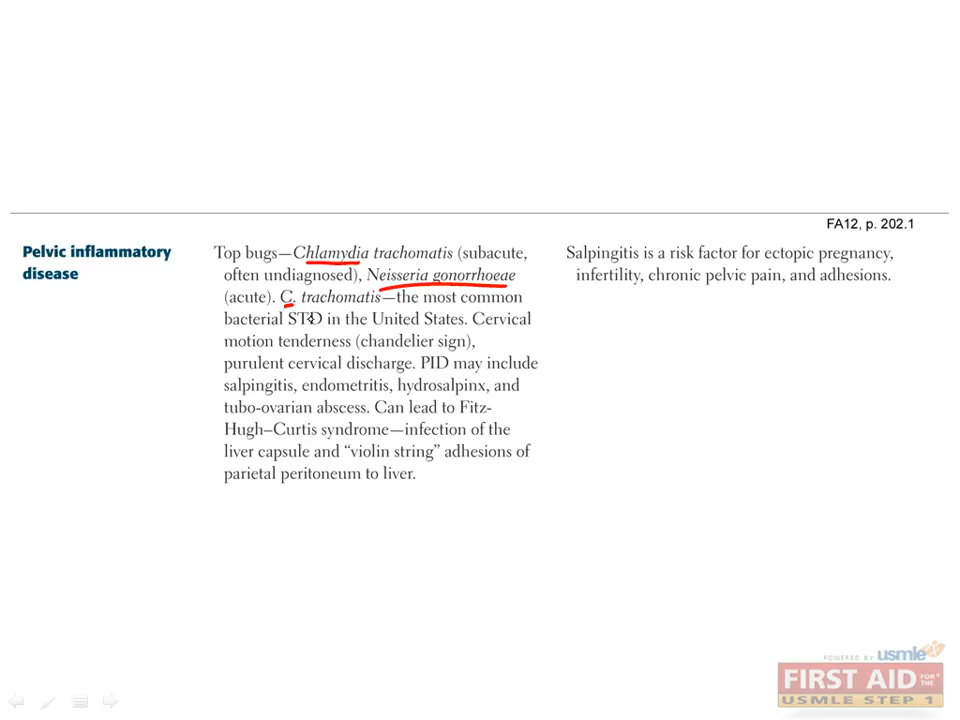 FA12, p. 202.1
Pelvic inflammatory
disease
Top bugs—Chlamydia trachomatis (subacute,
often undiagnosed), Neisseria gonorrhoeae
(acute). C. trachomatis—the most common
bacterial STD in the United States. Cervical
motion tenderness (chandelier sign),
purulent cervical discharge. PID may include
salpingitis, endometritis, hydrosalpinx, and
tubo-ovarian abscess. Can lead to Fitz-
Hugh–Curtis syndrome—infection of the
liver capsule and “violin string” adhesions of
parietal peritoneum to liver.
Salpingitis is a risk factor for ectopic pregnancy,
infertility, chronic pelvic pain, and adhesions.
POWERED BY usmle
FIRST AID FOR THE
USMLE STEP 1